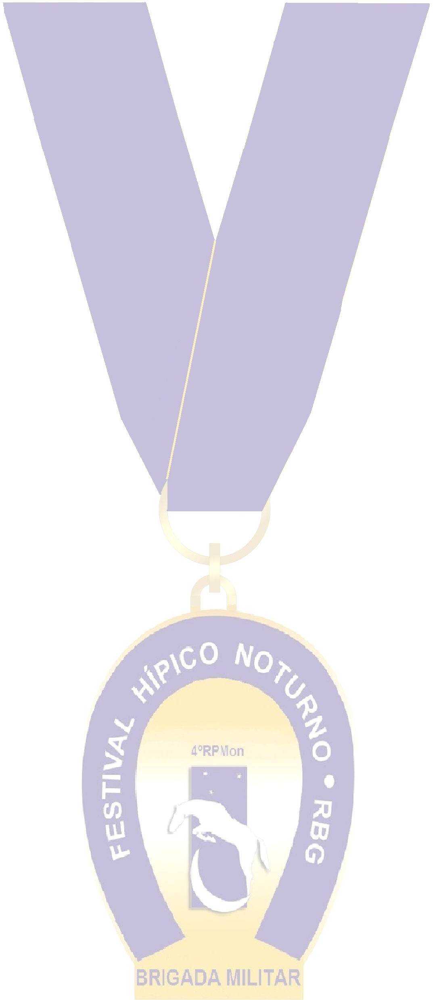 FESTIVAL HÍPICO NOTURNO • RBG
4ºRPMon
BRIGADA MILITAR